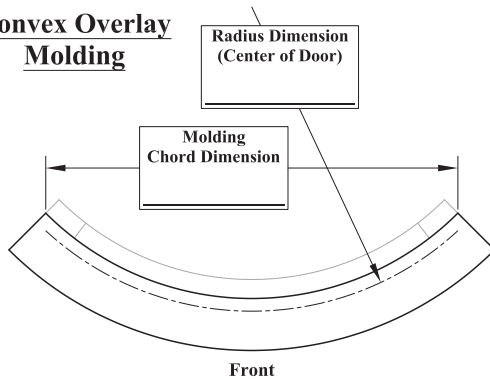 onvex Overlay
Molding
Radius Dimension
(Center of Door)
Molding
Chord Dimension
Front